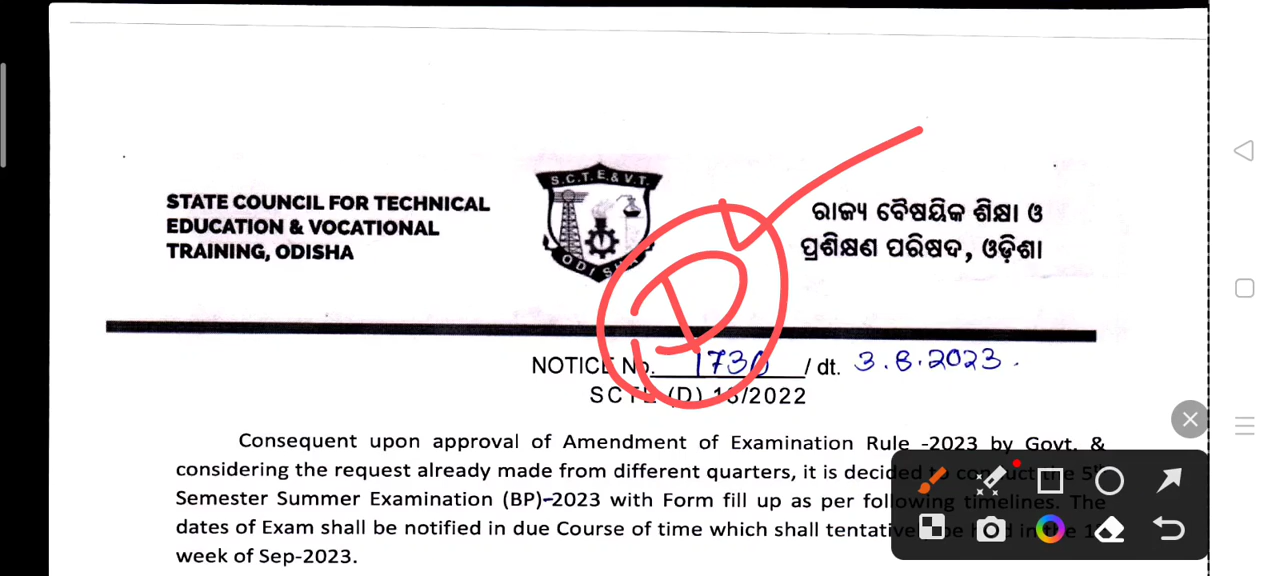 STATE COUNCIL FOR TECHNICAL
EDUCATION & VOCATIONAL
TRAINING, ODISHA
S.C.T.E.& V.T.
ODISHA
ରାଜ୍ୟ ବୈଷୟିକ ଶିକ୍ଷା ଓ
ପ୍ରଶିକ୍ଷଣ ପରିଷଦ, ଓଡ଼ିଶା
D
NOTICE No. 1730 / dt. 3.8.2023.
SCTE (D) /2022
Consequent upon approval of Amendment of Examination Rule -2023 by Govt. &
considering the request already made from different quarters, it is decided to conduct the 5th
Semester Summer Examination (BP)-2023 with Form fill up as per following timelines. The
dates of Exam shall be notified in due Course of time which shall be in the
week of Sep-2023.